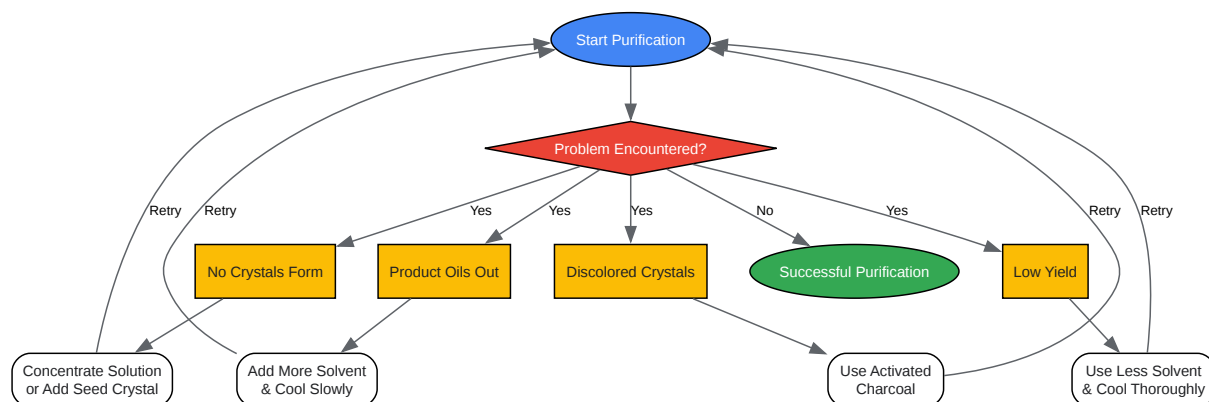 Start Purification
Problem Encountered?
Retry
Retry
Yes
Yes
Yes
No
Yes
Retry
Retry
No Crystals Form
Product Oils Out
Discolored Crystals
Successful Purification
Low Yield
Concentrate Solution
or Add Seed Crystal
Add More Solvent
& Cool Slowly
Use Activated
Charcoal
Use Less Solvent
& Cool Thoroughly